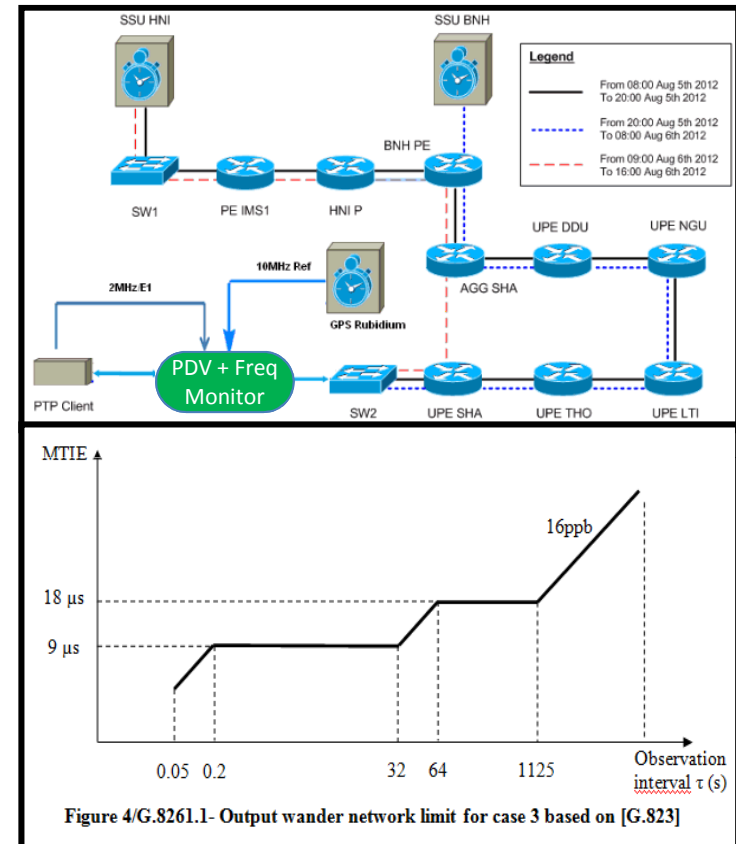 SSU HNI
SSU BNH
Legend
From 08:00 Aug 5th 2012
To 20:00 Aug 5th 2012
From 20:00 Aug 5th 2012
To 08:00 Aug 6th 2012
From 09:00 Aug 6th 2012
To 16:00 Aug 6th 2012
BNH PE
SW1
PE IMS1
HNI P
UPE DDU
UPE NGU
AGG SHA
10MHz Ref
2MHz/E1
GPS Rubidium
PDV + Freq
Monitor
PTP Client
SW2
UPE SHA
UPE THO
UPE LTI
MTIE
16ppb
18 µs
9 µs
0.05 0.2 32 64 1125
Observation
interval τ (s)
Figure 4/G.8261.1- Output wander network limit for case 3 based on [G.823]